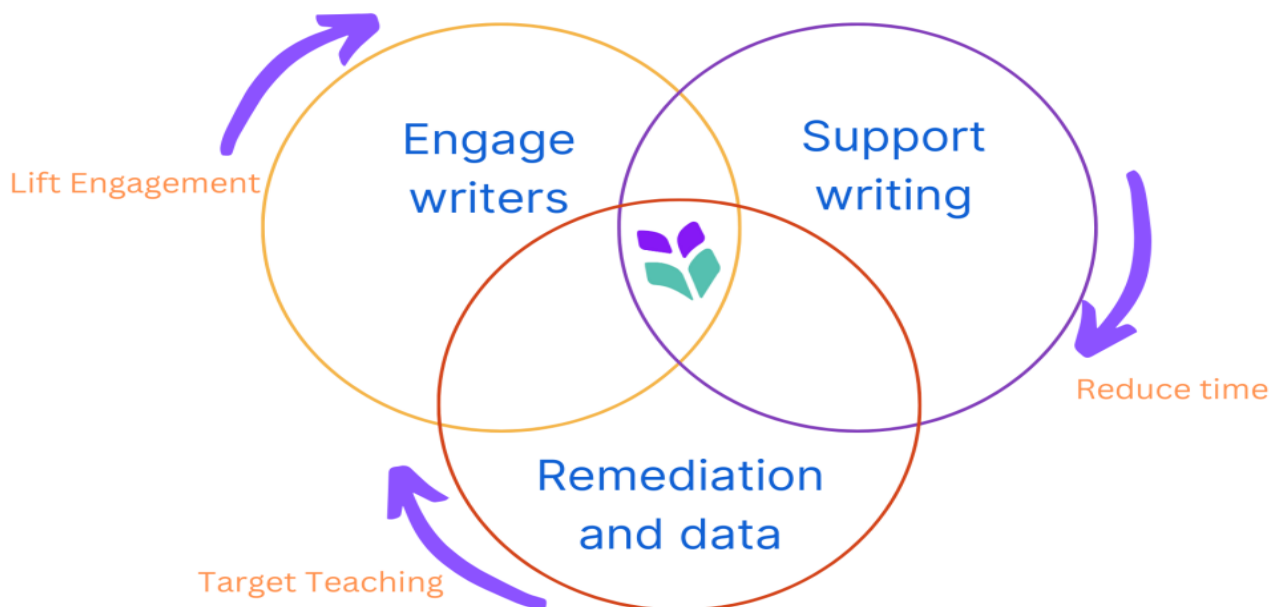 Engage
writers
Support
writing
Lift Engagement
Reduce time
Remediation
and data
Target Teaching